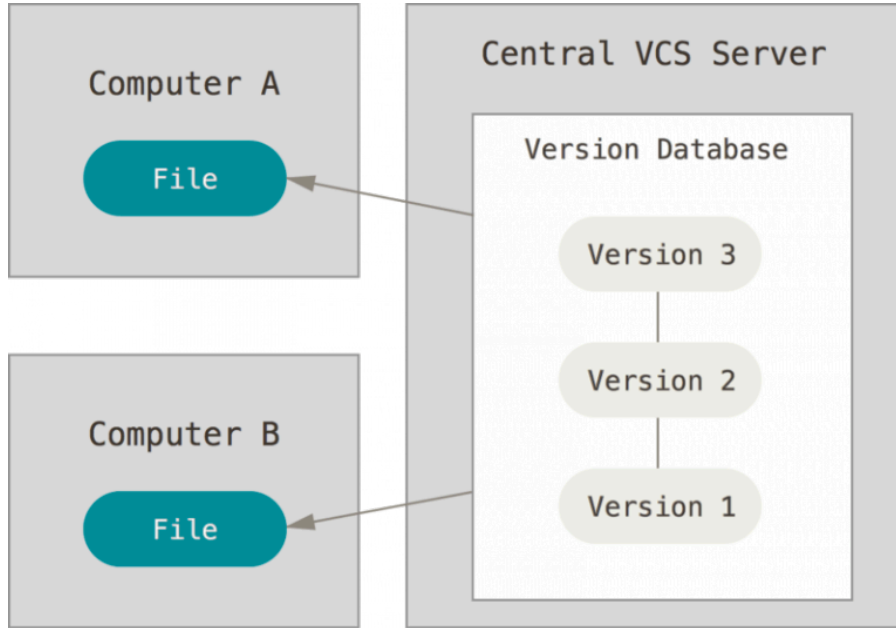 Computer A
File
Computer B
File
Central VCS Server
Version Database
Version 3
Version 2
Version 1